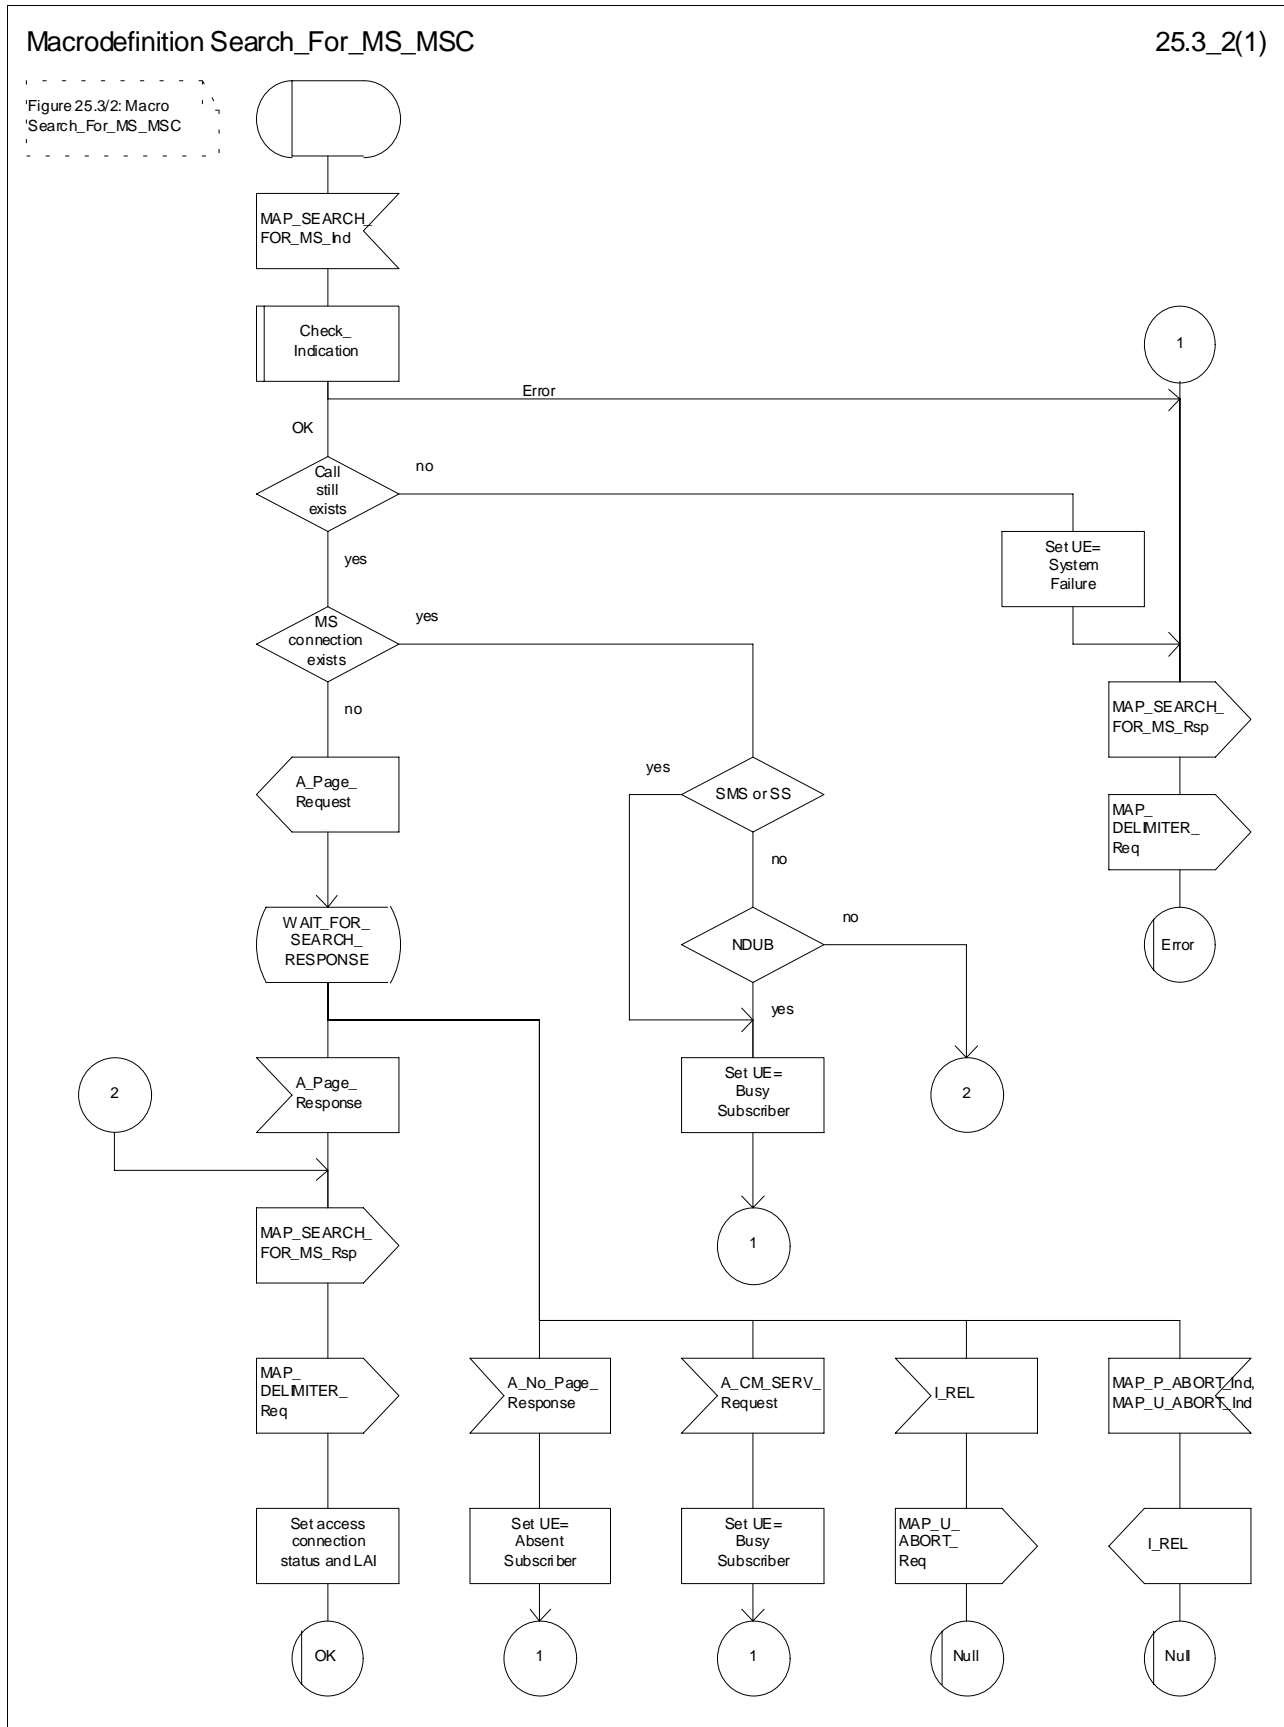 Macrodefinition Search_For_MS_MSC
25.3_2(1)
Figure 25.3/2: Macro
Search_For_MS_MSC
MAP_SEARCH_
FOR_MS_Ind
Check_
Indication
1
Error
OK
Call
still
exists
no
yes
Set UE=
System
Failure
MS
connection
exists
yes
no
MAP_SEARCH_
FOR_MS_Rsp
A_Page_
Request
yes
SMS or SS
no
MAP_
DELIMITER_
Req
WAIT_FOR_
SEARCH_
RESPONSE
NDUB
no
yes
Error
2
A_Page_
Response
Set UE=
Busy
Subscriber
2
MAP_SEARCH_
FOR_MS_Rsp
1
MAP_
DELIMITER_
Req
A_No_Page_
Response
A_CM_SERV_
Request
I_REL
MAP_P_ABORT_Ind,
MAP_U_ABORT_Ind
Set access
connection
status and LAI
Set UE=
Absent
Subscriber
Set UE=
Busy
Subscriber
MAP_U_
ABORT_
Req
I_REL
OK
1
1
Null
Null